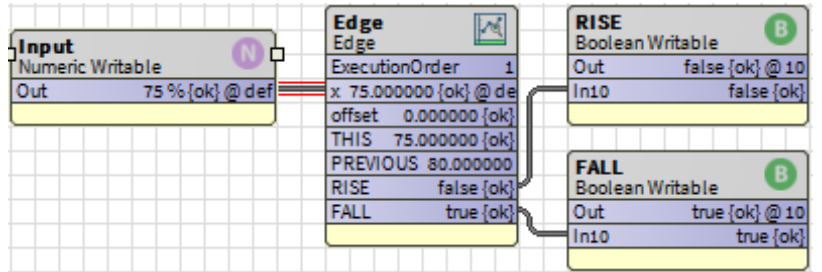 Input
Numeric Writable
N
Out 75 % {ok} @ def
Edge
Edge
ExecutionOrder 1
x 75.000000 {ok} @ de
offset 0.000000 {ok}
THIS 75.000000 {ok}
PREVIOUS 80.000000
RISE false {ok}
FALL true {ok}
RISE
Boolean Writable
B
Out false {ok} @ 10
In10 false {ok}
FALL
Boolean Writable
B
Out true {ok} @ 10
In10 true {ok}